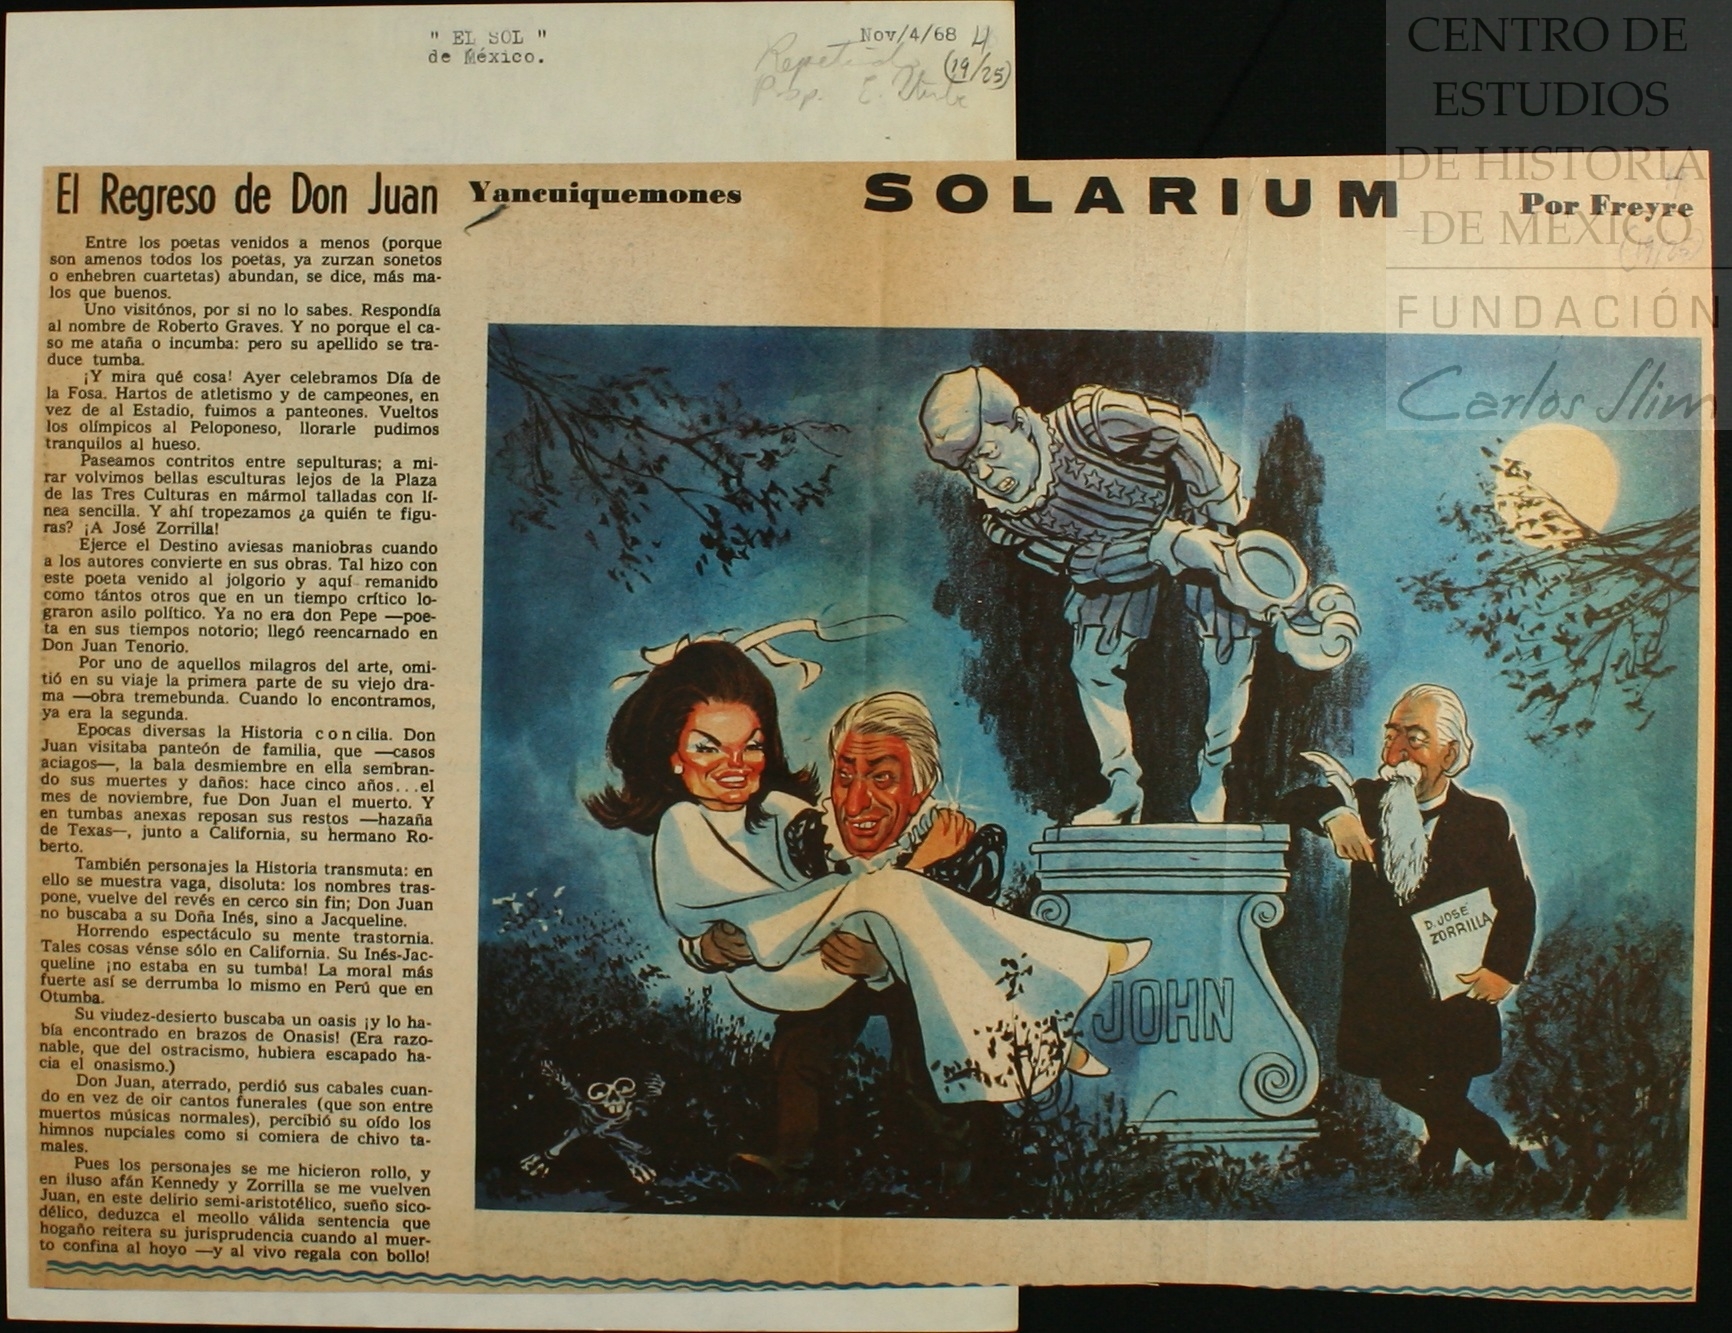 " EL SOL "
de México.
Nov/4/68 4
(19/25)
CENTRO DE
ESTUDIOS
DE HISTORIA
DE MÉXICO
FUNDACIÓN
Carlos Slim
El Regreso de Don Juan
Yancuiquemones
SOLARIUM
Por Freyre
Entre los poetas venidos a menos (porque
son amenos todos los poetas, ya zurzan sonetos
o enhebren cuartetas) abundan, se dice, más ma-
los que buenos.
Uno visitónos, por si no lo sabes. Respondía
al nombre de Roberto Graves. Y no porque el ca-
so me ataña o incumba: pero su apellido se tra-
duce tumba.
¡Y mira qué cosa! Ayer celebramos Día de
la Fosa. Hartos de atletismo y de campeones, en
vez de al Estadio, fuimos a panteones. Vueltos
los olímpicos al Peloponeso, llorarle pudimos
tranquilos al hueso.
Paseamos contritos entre sepulturas; a mi-
rar volvimos bellas esculturas lejos de la Plaza
de las Tres Culturas en mármol talladas con lí-
nea sencilla. Y ahí tropezamos ¿a quién te figu-
ras? ¡A José Zorrilla!
Ejerce el Destino aviesas maniobras cuando
a los autores convierte en sus obras. Tal hizo con
este poeta venido al jolgorio y aquí remanido
como tántos otros que en un tiempo crítico lo-
graron asilo político. Ya no era don Pepe —poe-
ta en sus tiempos notorio; llegó reencarnado en
Don Juan Tenorio.
Por uno de aquellos milagros del arte, omi-
tió en su viaje la primera parte de su viejo dra-
ma —obra tremebunda. Cuando lo encontramos,
ya era la segunda.
Epocas diversas la Historia concilia. Don
Juan visitaba panteón de familia, que —casos
aciagos—, la bala desmiembre en ella sembran-
do sus muertes y daños: hace cinco años...el
mes de noviembre, fue Don Juan el muerto. Y
en tumbas anexas reposan sus restos —hazaña
de Texas—, junto a California, su hermano Ro-
berto.
También personajes la Historia transmuta: en
ello se muestra vaga, disoluta: los nombres tras-
pone, vuelve del revés en cerco sin fin; Don Juan
no buscaba a su Doña Inés, sino a Jacqueline.
Horrendo espectáculo su mente trastornia.
Tales cosas vénse sólo en California. Su Inés-Jac-
queline ¡no estaba en su tumba! La moral más
fuerte así se derrumba lo mismo en Perú que en
Otumba.
Su viudez-desierto buscaba un oasis ¡y lo ha-
bía encontrado en brazos de Onasis! (Era razo-
nable, que del ostracismo, hubiera escapado ha-
cia el onasismo.)
Don Juan, aterrado, perdió sus cabales cuan-
do en vez de oir cantos funerales (que son entre
muertos músicas normales), percibió su oído los
himnos nupciales como si comiera de chivo ta-
males.
Pues los personajes se me hicieron rollo, y
en iluso afán Kennedy y Zorrilla se me vuelven
Juan, en este delirio semi-aristotélico, sueño sico-
délico, deduzca el meollo válida sentencia que
hogaño reitera su jurisprudencia cuando al muer-
to confina al hoyo —y al vivo regala con bollo!
D. JOSÉ
ZORRILLA
JOHN